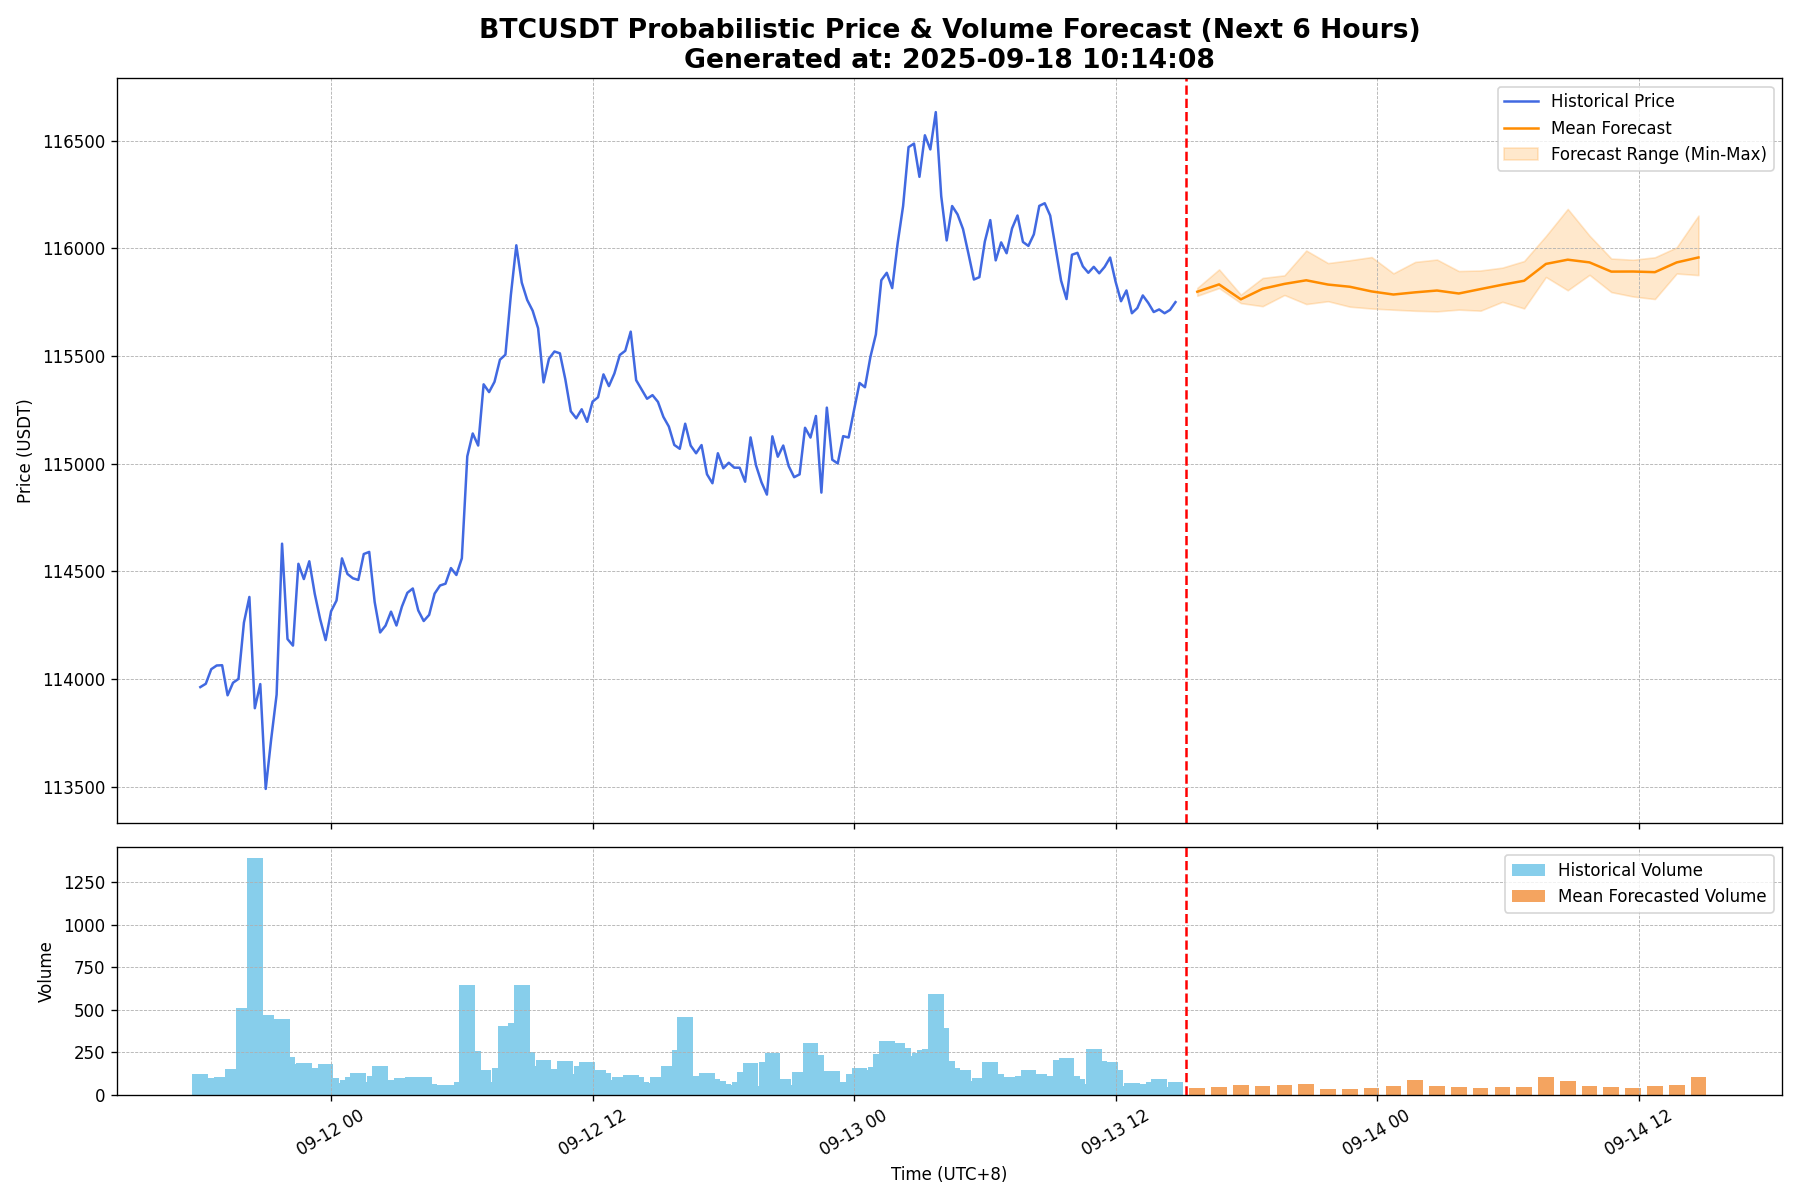 BTCUSDT Probabilistic Price & Volume Forecast (Next 6 Hours)
Generated at: 2025-09-18 10:14:08
Historical Price
Mean Forecast
Forecast Range (Min-Max)
Price (USDT)
116500
116000
115500
115000
114500
114000
113500
Historical Volume
Mean Forecasted Volume
Volume
1250
1000
750
500
250
0
09-12 00
09-12 12
09-13 00
09-13 12
09-14 00
09-14 12
Time (UTC+8)